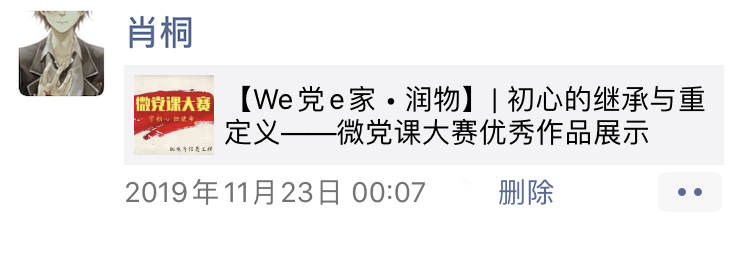 肖桐
微党课大赛
【We党e家·润物】| 初心的继承与重
定义——微党课大赛优秀作品展示
2019年11月23日 00:07 删除